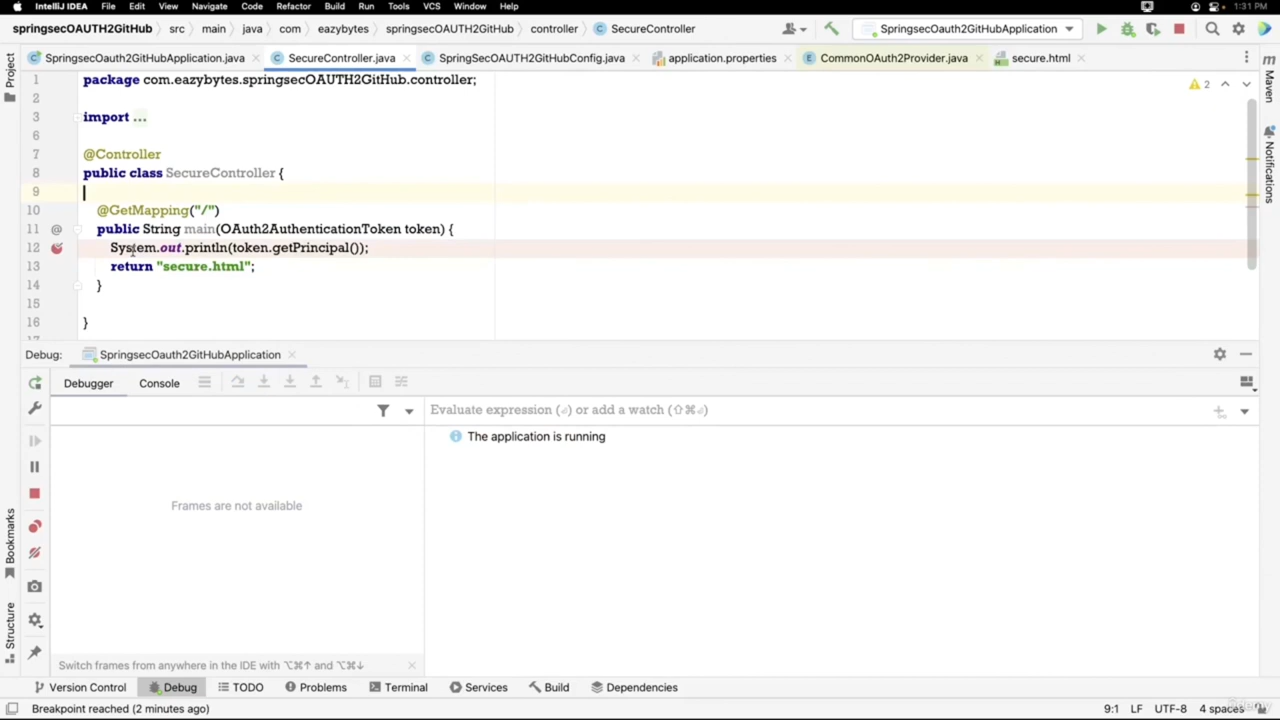 IntelliJ IDEA File Edit View Navigate Code Refactor Build Run Tools VCS Window Help 1:31 PM
springsecOAUTH2GitHub src main java com eazybytes springsecOAUTH2GitHub controller SecureController SpringsecOauth2GitHubApplication
SpringsecOauth2GitHubApplication.java SecureController.java SpringSecOAUTH2GitHubConfig.java application.properties CommonOAuth2Provider.java secure.html
Project
Maven
Notifications
2
1 package com.eazybytes.springsecOAUTH2GitHub.controller;
2
3 import ...
6
7 @Controller
8 public class SecureController {
9
10 @GetMapping("/")
11 public String main(OAuth2AuthenticationToken token) {
12 System.out.println(token.getPrincipal());
13 return "secure.html";
14 }
15
16 }
17
Debug: SpringsecOauth2GitHubApplication
Debugger Console
Evaluate expression (⏎) or add a watch (⇧⌘⏎)
The application is running
Frames are not available
Bookmarks
Structure
Switch frames from anywhere in the IDE with ⌥⌘↑ and ⌥⌘↓
Version Control Debug TODO Problems Terminal Services Build Dependencies
Breakpoint reached (2 minutes ago) 9:1 LF UTF-8 4 spaces
Udemy